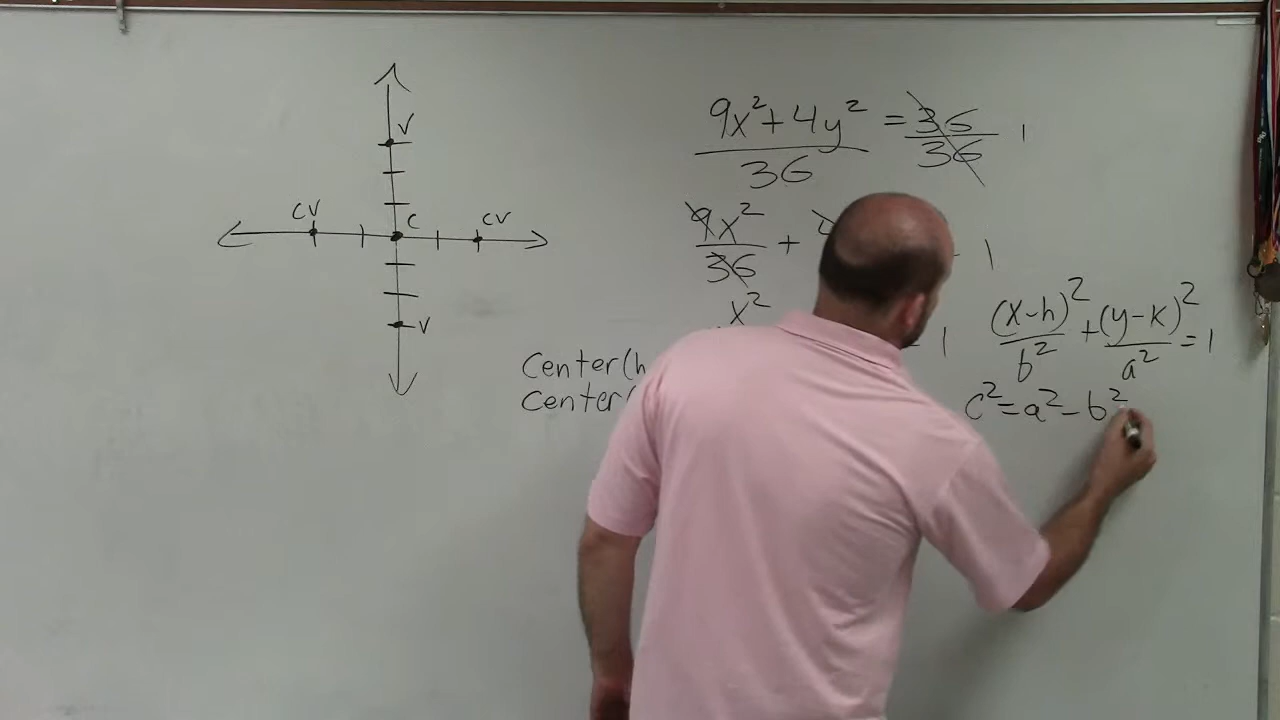 V
CV
C
CV
V
9x² + 4y² = 36 1
36 36
9x² + 1
36
x² 1
(x-h)² + (y-k)² = 1
b² a²
Center(h
Center(
c² = a² - b²